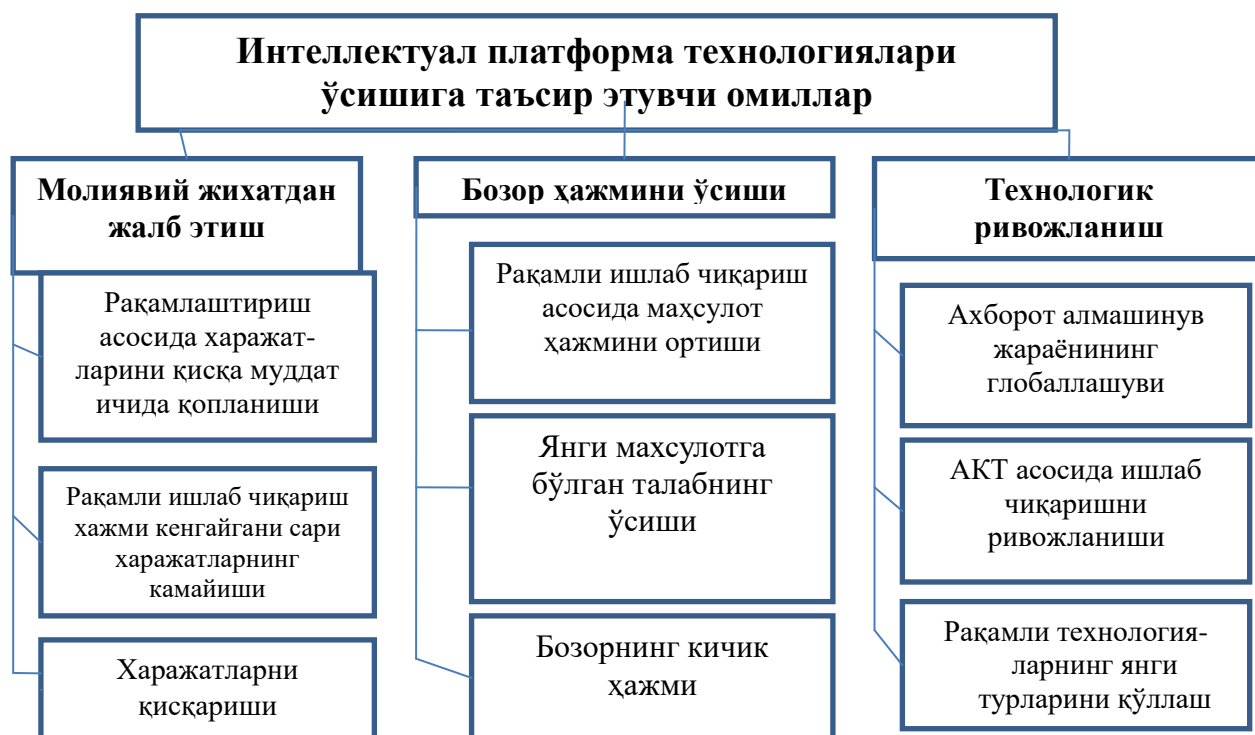 Интеллектуал платформа технологиялари
ўсишига таъсир этувчи омиллар
Молиявий жихатдан
жалб этиш
Рақамлаштириш
асосида харажат-
ларини қисқа муддат
ичида қопланиши
Рақамли ишлаб чиқариш
хажми кенгайгани сари
харажатларнинг
камайиши
Харажатларни
қисқариши
Бозор ҳажмини ўсиши
Рақамли ишлаб чиқариш
асосида маҳсулот
ҳажмини ортиши
Янги махсулотга
бўлган талабнинг
ўсиши
Бозорнинг кичик
ҳажми
Технологик
ривожланиш
Ахборот алмашинув
жараёнининг
глобаллашуви
АКТ асосида ишлаб
чиқаришни
ривожланиши
Рақамли технология-
ларнинг янги
турларини қўллаш